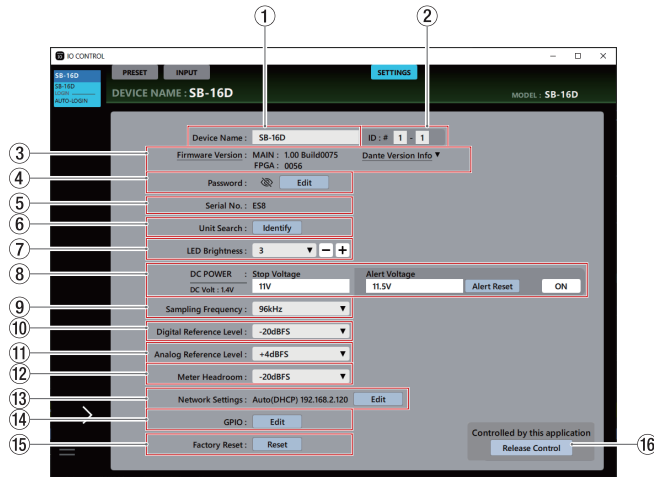 ① ②
IO CONTROL
SB-16D PRESET INPUT SETTINGS
SB-16D
LOGIN
AUTO-LOGIN
DEVICE NAME : SB-16D MODEL : SB-16D
Device Name : SB-16D ID : # 1 - 1
③ Firmware Version : MAIN : 1.00 Build0075 Dante Version Info ▼
FPGA : 0056
④ Password : Edit
⑤ Serial No. : ES8
⑥ Unit Search : Identify
⑦ LED Brightness : 3 ▼ − +
⑧ DC POWER : Stop Voltage Alert Voltage
DC Volt : 1.4V 11V 11.5V Alert Reset ON
⑨ Sampling Frequency : 96kHz ▼
⑩ Digital Reference Level : -20dBFS ▼
⑪ Analog Reference Level : +4dBFS ▼
⑫ Meter Headroom : -20dBFS ▼
⑬ Network Settings : Auto(DHCP) 192.168.2.120 Edit
⑭ GPIO : Edit
⑮ Factory Reset : Reset
Controlled by this application
Release Control ⑯